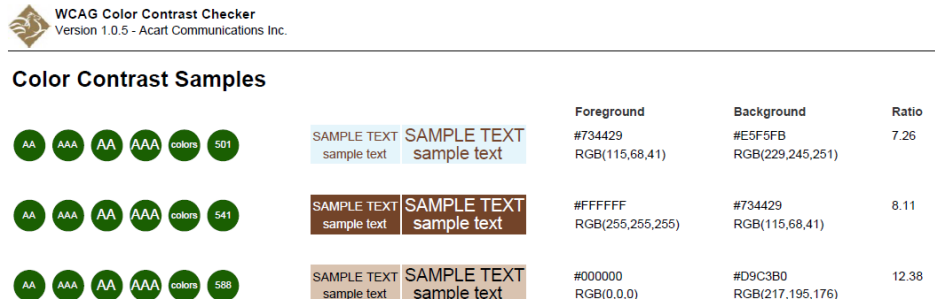 WCAG Color Contrast Checker
Version 1.0.5 - Acart Communications Inc.
Color Contrast Samples
Foreground Background Ratio
AA AAA AA AAA colors 501 SAMPLE TEXT SAMPLE TEXT #734429 #E5F5FB 7.26
sample text sample text RGB(115,68,41) RGB(229,245,251)
AA AAA AA AAA colors 541 SAMPLE TEXT SAMPLE TEXT #FFFFFF #734429 8.11
sample text sample text RGB(255,255,255) RGB(115,68,41)
AA AAA AA AAA colors 588 SAMPLE TEXT SAMPLE TEXT #000000 #D9C3B0 12.38
sample text sample text RGB(0,0,0) RGB(217,195,176)